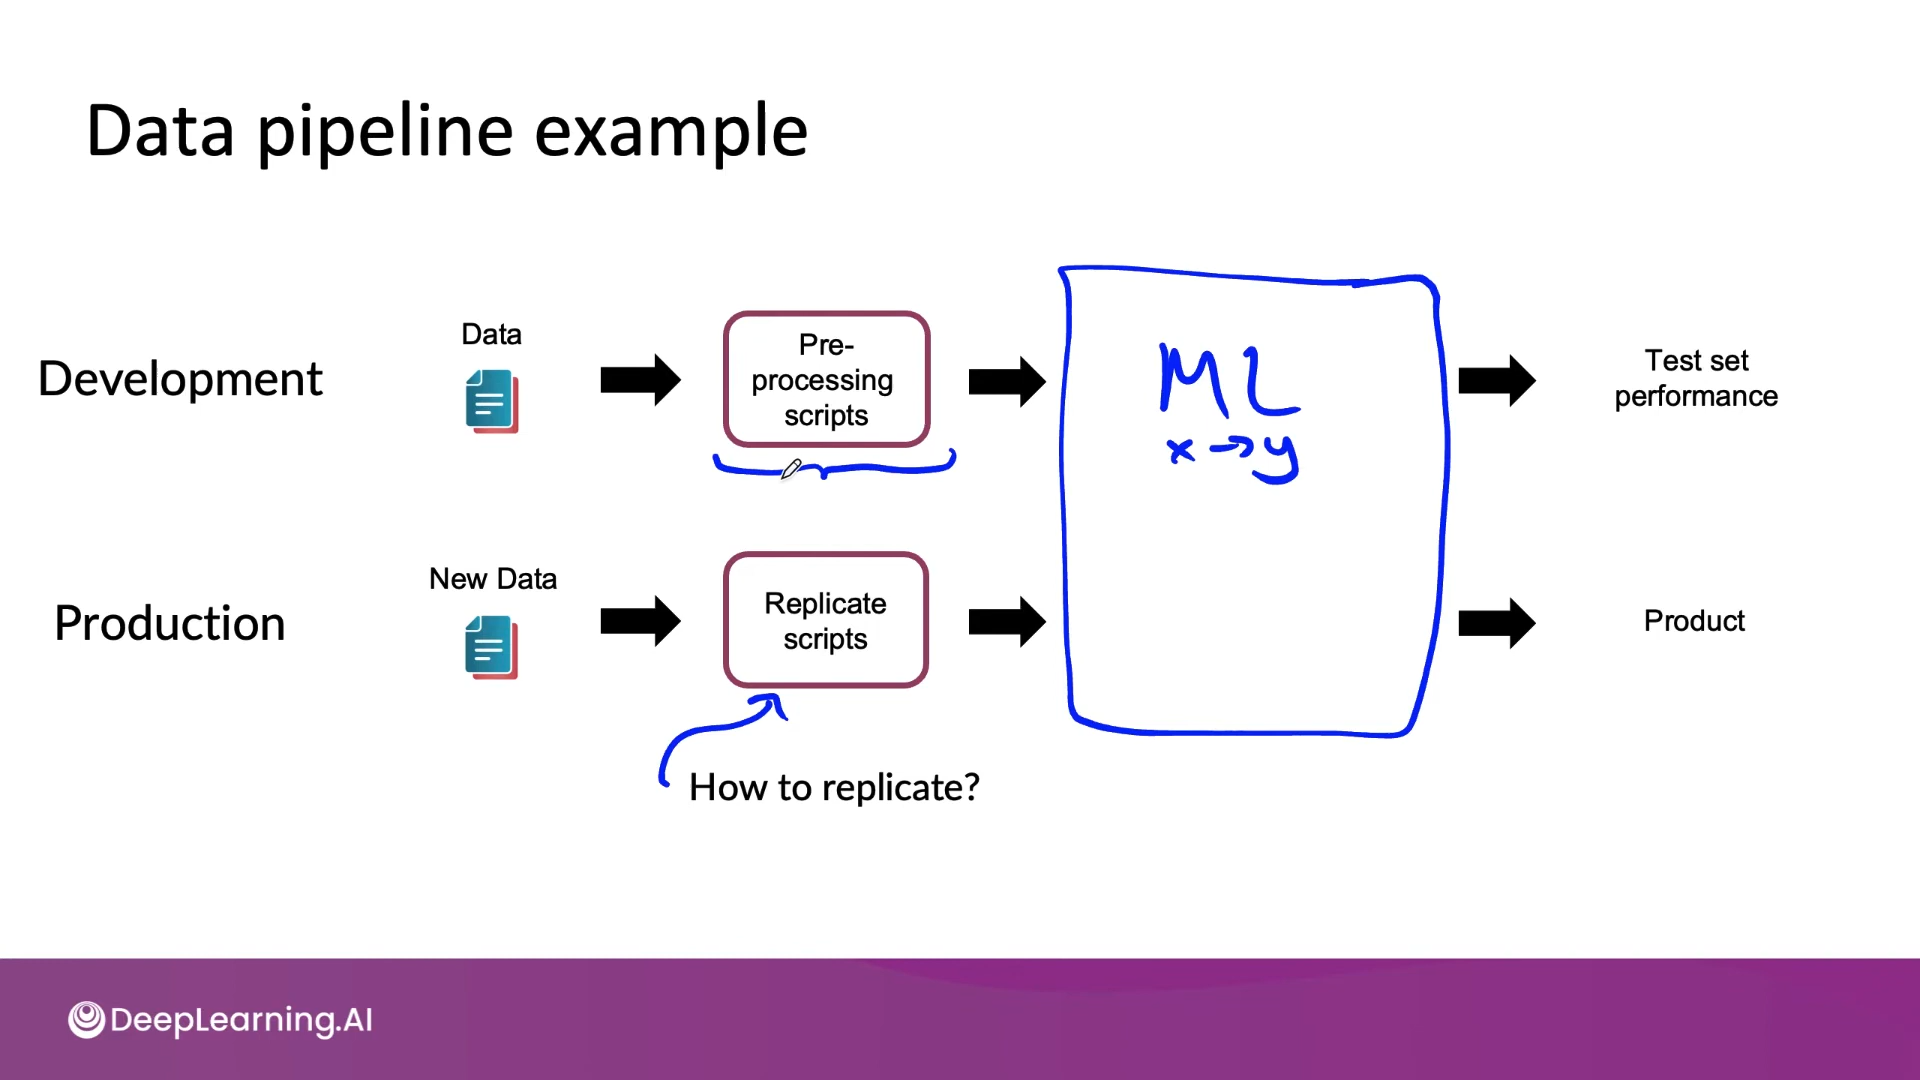 Data pipeline example
Development
Data
Pre-
processing
scripts
ML
x → y
Test set
performance
Production
New Data
Replicate
scripts
Product
How to replicate?
DeepLearning.AI